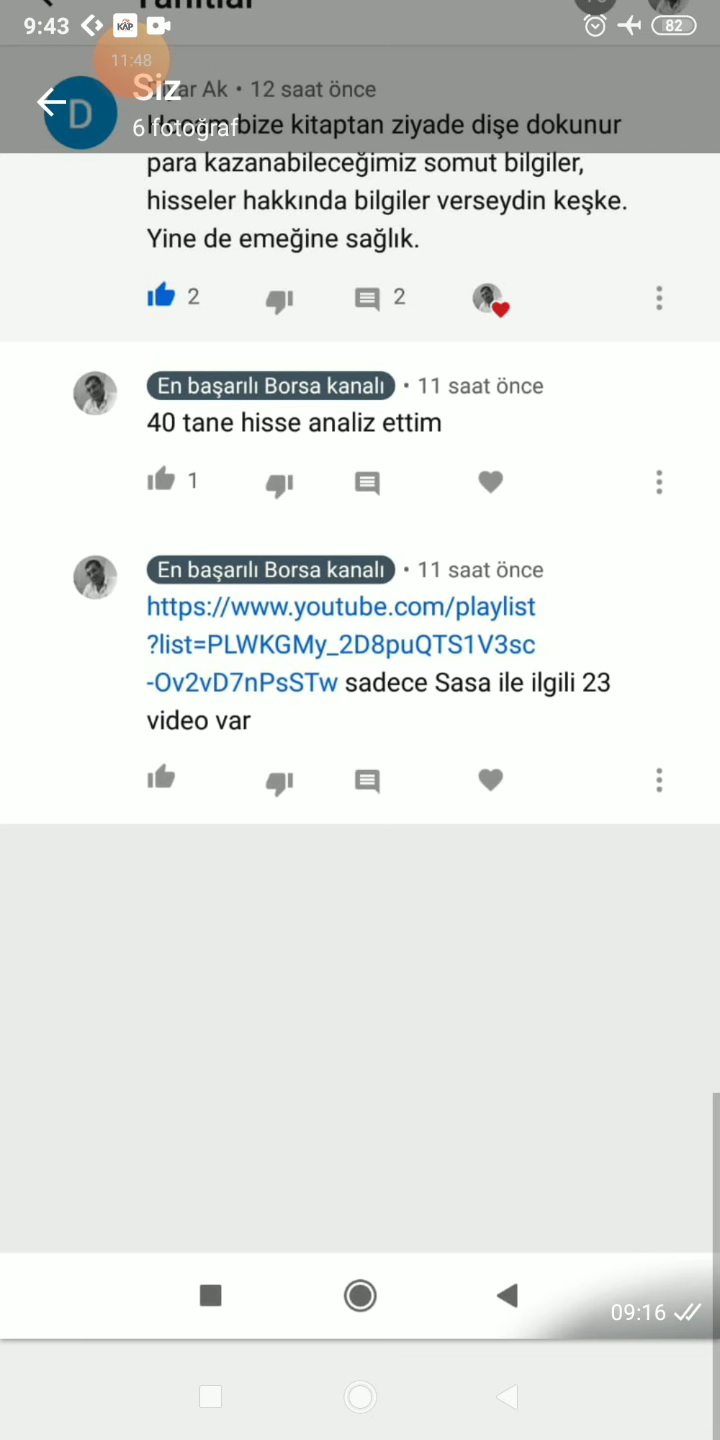 9:43 KAP 82
Yanıtlar
11:48
Siz
6 fotoğraf
Ak • 12 saat önce
bize kitaptan ziyade dişe dokunur
para kazanabileceğimiz somut bilgiler,
hisseler hakkında bilgiler verseydin keşke.
Yine de emeğine sağlık.
D
2 2
En başarılı Borsa kanalı • 11 saat önce
40 tane hisse analiz ettim
1
En başarılı Borsa kanalı • 11 saat önce
https://www.youtube.com/playlist
?list=PLWKGMy_2D8puQTS1V3sc
-Ov2vD7nPsSTw sadece Sasa ile ilgili 23
video var
09:16